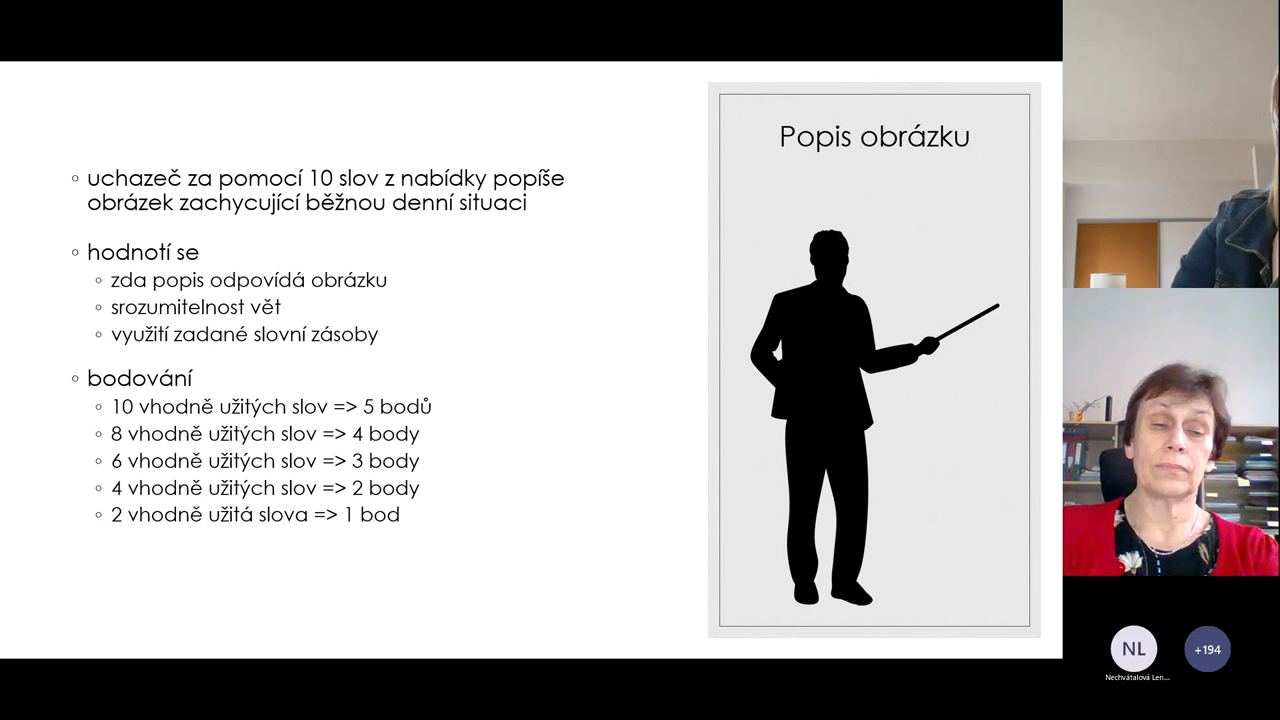 Popis obrázku
uchazeč za pomocí 10 slov z nabídky popíše
obrázek zachycující běžnou denní situaci
hodnotí se
zda popis odpovídá obrázku
srozumitelnost vět
využití zadané slovní zásoby
bodování
10 vhodně užitých slov => 5 bodů
8 vhodně užitých slov => 4 body
6 vhodně užitých slov => 3 body
4 vhodně užitých slov => 2 body
2 vhodně užitá slova => 1 bod
NL
+194
Nechvátalová Len...